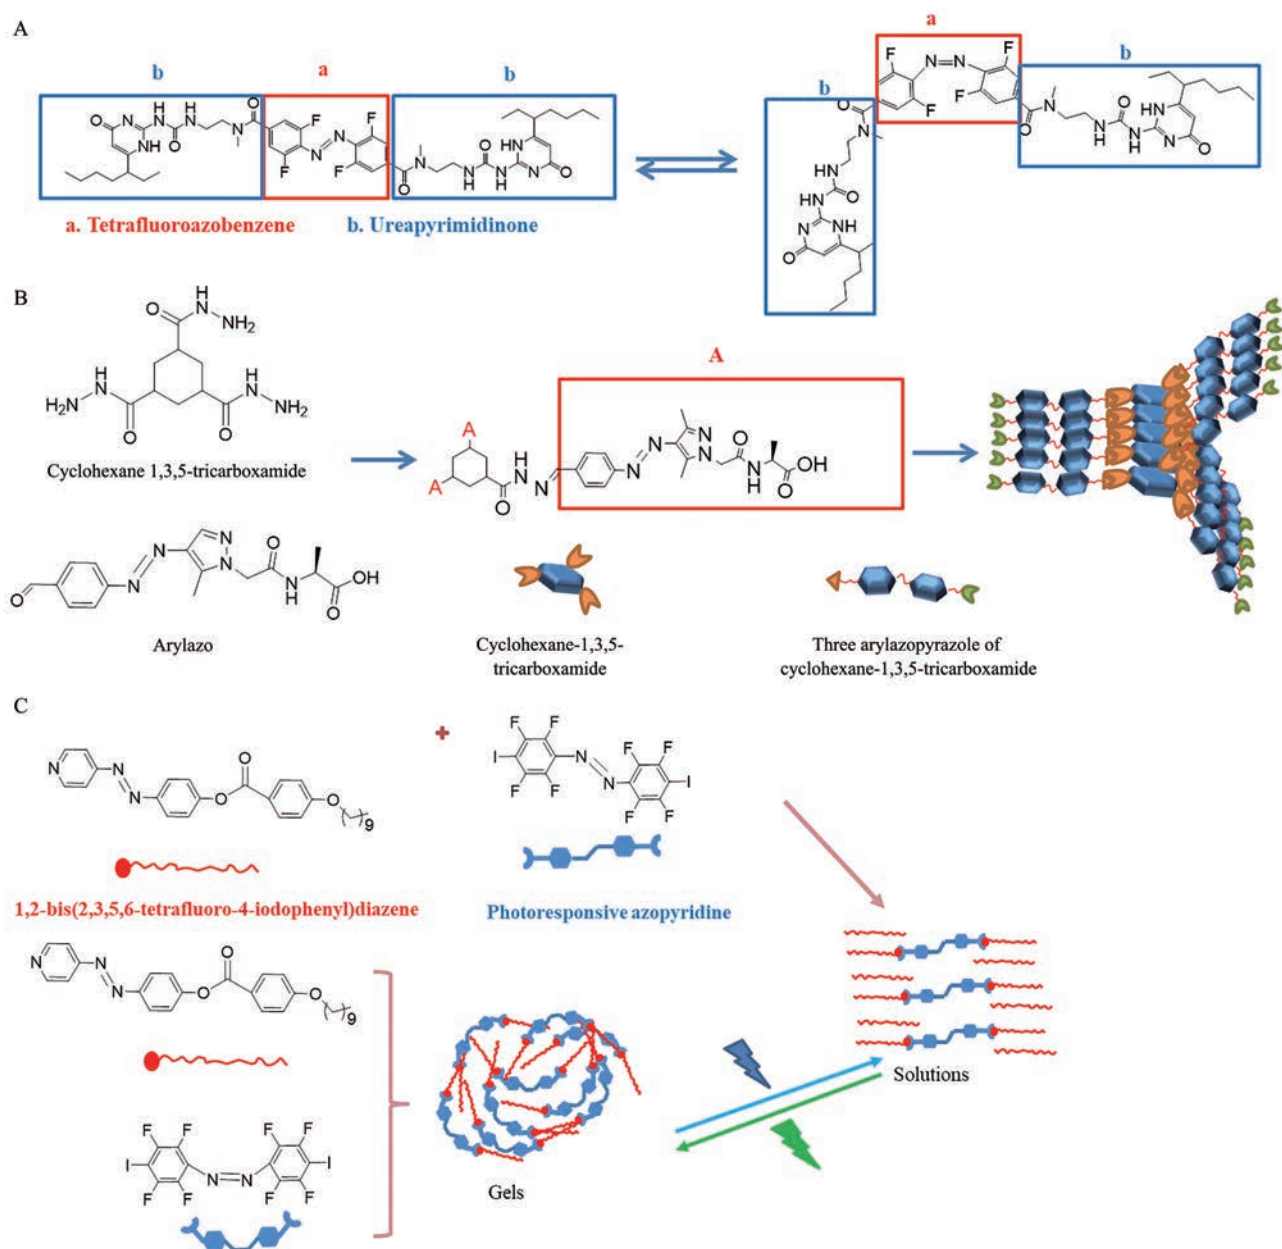 A
b
a
b
a
b
b
a. Tetrafluoroazobenzene
b. Ureapyrimidinone
B
Cyclohexane 1,3,5-tricarboxamide
Arylazo
A
A
A
Cyclohexane-1,3,5-
tricarboxamide
Three arylazopyrazole of
cyclohexane-1,3,5-tricarboxamide
C
+
1,2-bis(2,3,5,6-tetrafluoro-4-iodophenyl)diazene
Photoresponsive azopyridine
Gels
Solutions